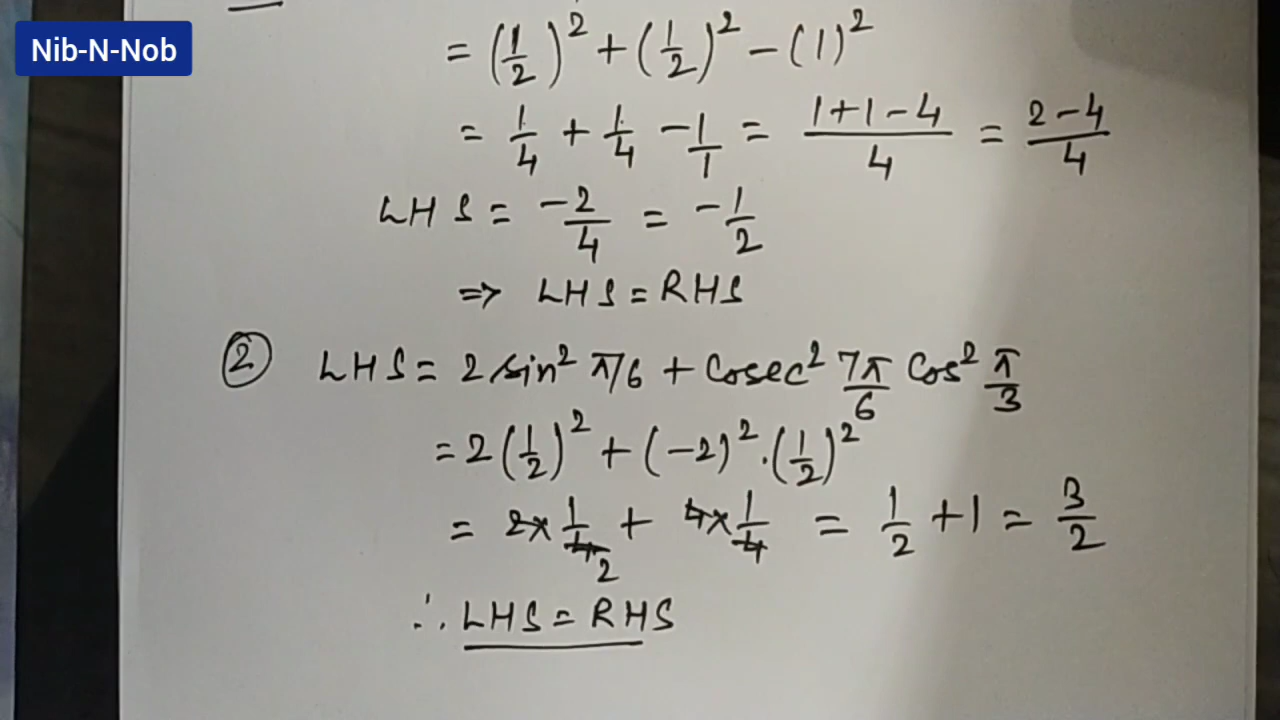 Nib-N-Nob
= (1/2)² + (1/2)² - (1)²
= 1/4 + 1/4 - 1/1 = (1+1-4)/4 = (2-4)/4
LHS = -2/4 = -1/2
=> LHS = RHS
② LHS = 2 sin² π/6 + Cosec² 7π/6 Cos² π/3
= 2(1/2)² + (-2)² . (1/2)²
= 2 × 1/4 2 + 4 × 1/4 = 1/2 + 1 = 3/2
∴ LHS = RHS